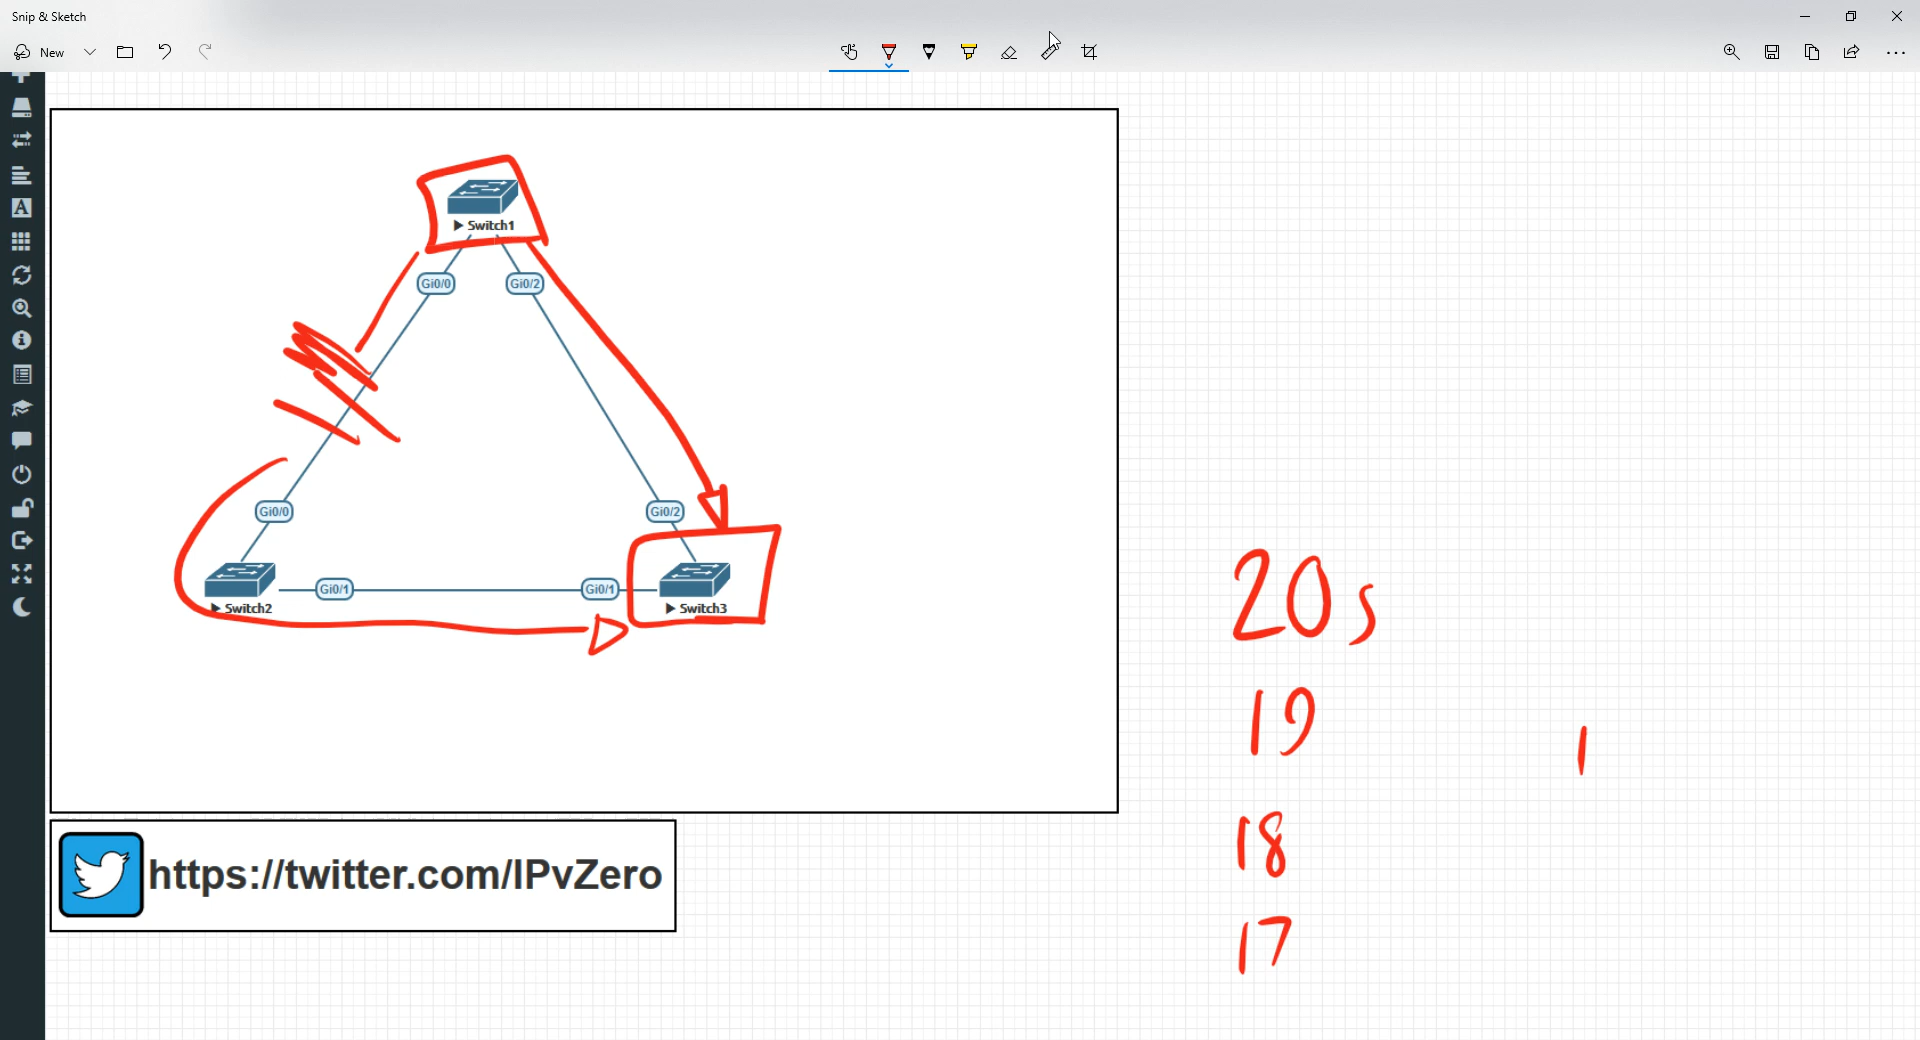 Snip & Sketch
New
Switch1
Gi0/0
Gi0/2
Gi0/0
Gi0/2
Gi0/1
Gi0/1
Switch2
Switch3
20s
19
18
17
1
https://twitter.com/IPvZero